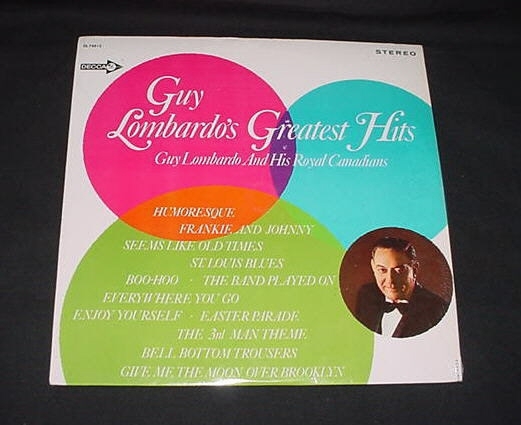 DECCA
STEREO
Guy
Lombardo's Greatest Hits
Guy Lombardo And His Royal Canadians
HUMORESQUE
FRANKIE AND JOHNNY
SEEMS LIKE OLD TIMES
ST LOUIS BLUES
BOO-HOO · THE BAND PLAYED ON
EVERYWHERE YOU GO
ENJOY YOURSELF · EASTER PARADE
THE 3rd MAN THEME
BELL BOTTOM TROUSERS
GIVE ME THE MOON OVER BROOKLYN